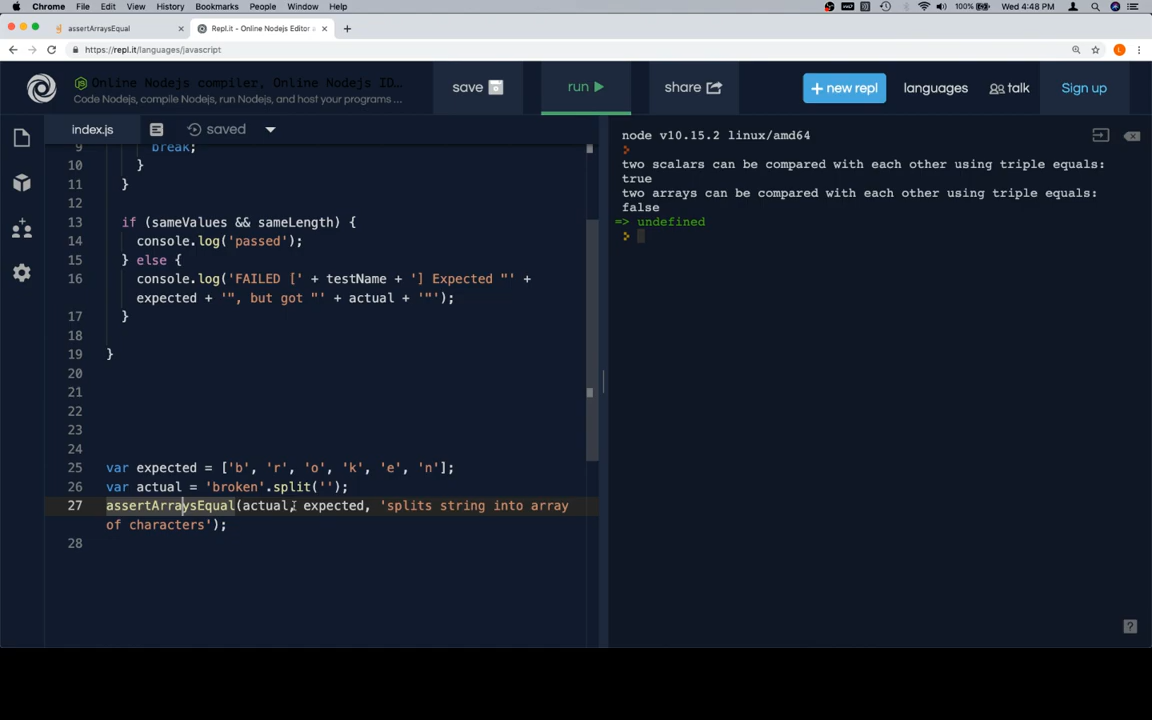 Chrome File Edit View History Bookmarks People Window Help 100% Wed 4:48 PM
assertArraysEqual × Repl.it - Online Nodejs Editor × +
https://repl.it/languages/javascript
Online Nodejs compiler, Online Nodejs ID...
Code Nodejs, compile Nodejs, run Nodejs, and host your programs ...
save run share + new repl languages talk Sign up
index.js saved
node v10.15.2 linux/amd64
9 break;
10 }
11 }
12
13 if (sameValues && sameLength) {
14 console.log('passed');
15 } else {
16 console.log('FAILED [' + testName + '] Expected "' +
expected + '", but got "' + actual + '"');
17 }
18
19 }
20
21
22
23
24
25 var expected = ['b', 'r', 'o', 'k', 'e', 'n'];
26 var actual = 'broken'.split('');
27 assertArraysEqual(actual, expected, 'splits string into array
of characters');
28
two scalars can be compared with each other using triple equals:
true
two arrays can be compared with each other using triple equals:
false
=> undefined
?